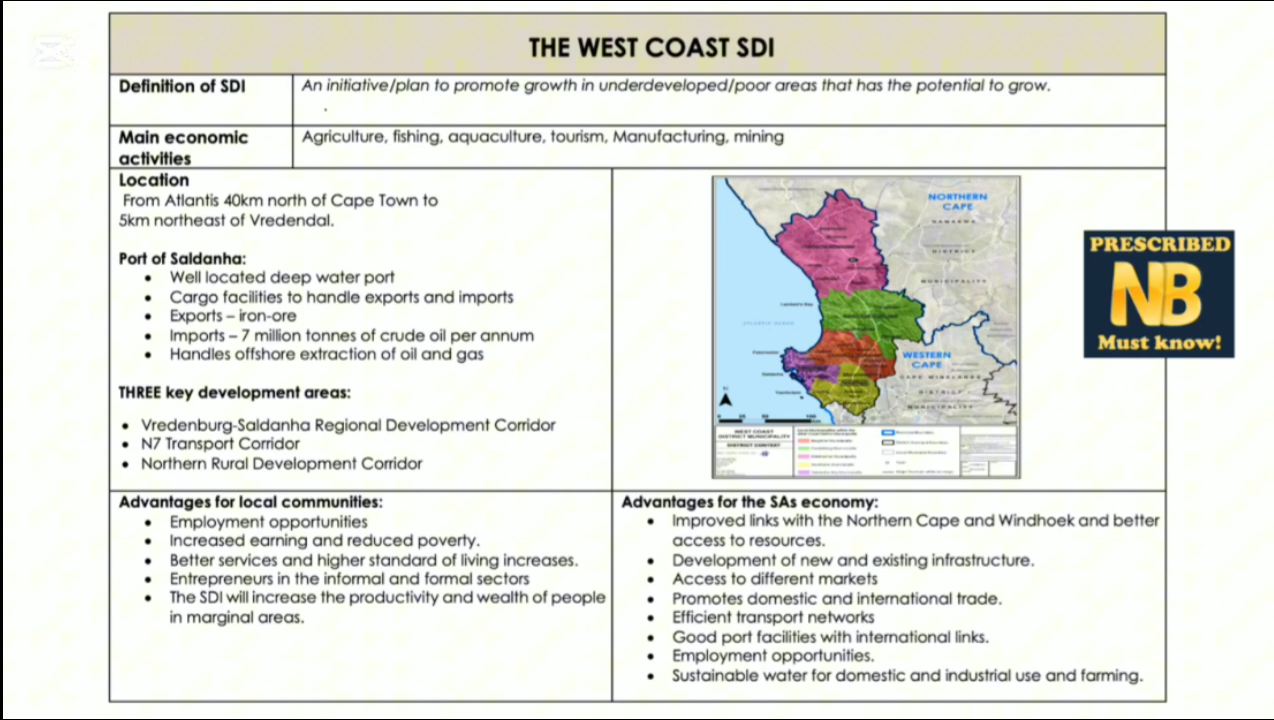 THE WEST COAST SDI
Definition of SDI
An initiative/plan to promote growth in underdeveloped/poor areas that has the potential to grow.
.
Main economic
activities
Agriculture, fishing, aquaculture, tourism, Manufacturing, mining
Location
From Atlantis 40km north of Cape Town to
5km northeast of Vredendal.
Port of Saldanha:
• Well located deep water port
• Cargo facilities to handle exports and imports
• Exports – iron-ore
• Imports – 7 million tonnes of crude oil per annum
• Handles offshore extraction of oil and gas
THREE key development areas:
• Vredenburg-Saldanha Regional Development Corridor
• N7 Transport Corridor
• Northern Rural Development Corridor
NORTHERN
CAPE
NAMAKWA
DISTRICT
MUNICIPALITY
ATLANTIC OCEAN
WESTERN
CAPE
CAPE WINELANDS
DISTRICT
MUNICIPALITY
WEST COAST
DISTRICT MUNICIPALITY
DISTRICT CONTEXT
PRESCRIBED
NB
Must know!
Advantages for local communities:
• Employment opportunities
• Increased earning and reduced poverty.
• Better services and higher standard of living increases.
• Entrepreneurs in the informal and formal sectors
• The SDI will increase the productivity and wealth of people
in marginal areas.
Advantages for the SAs economy:
• Improved links with the Northern Cape and Windhoek and better
access to resources.
• Development of new and existing infrastructure.
• Access to different markets
• Promotes domestic and international trade.
• Efficient transport networks
• Good port facilities with international links.
• Employment opportunities.
• Sustainable water for domestic and industrial use and farming.